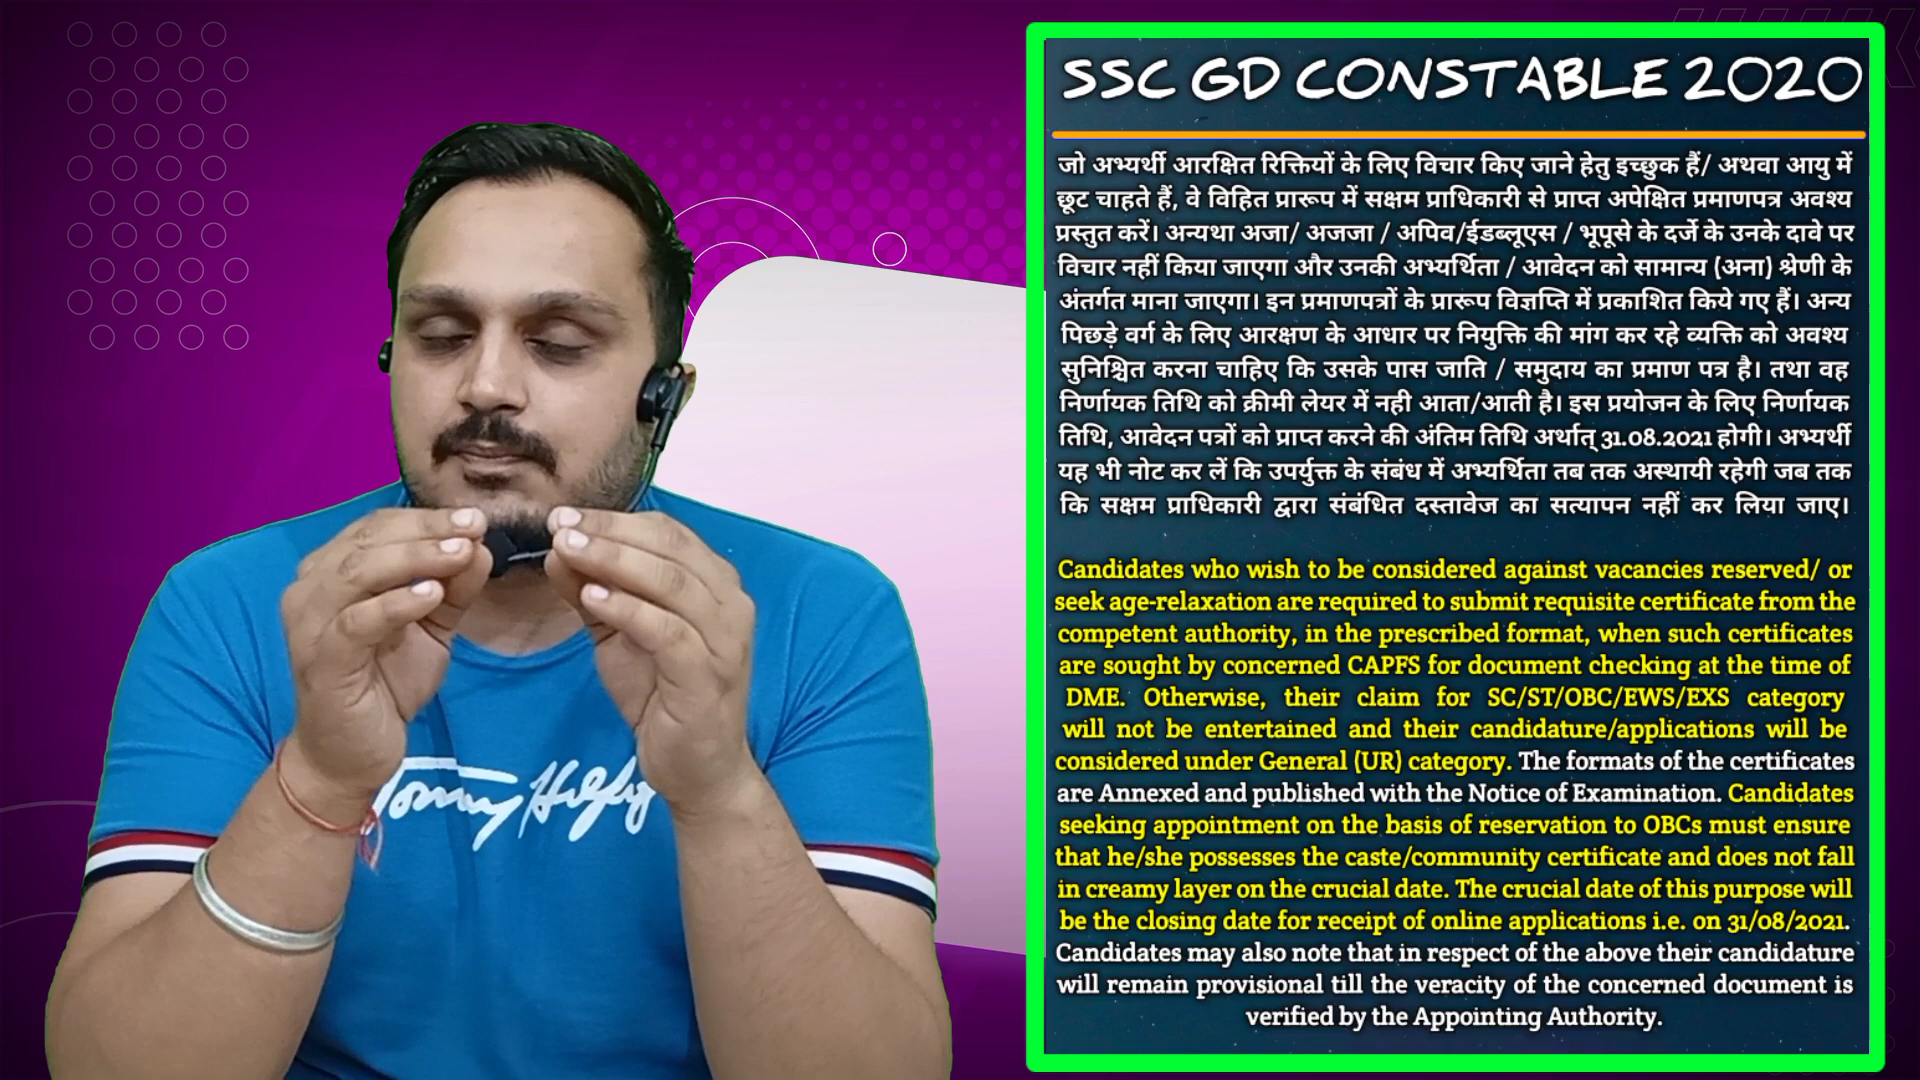 SSC GD CONSTABLE 2020
जो अभ्यर्थी आरक्षित रिक्तियों के लिए विचार किए जाने हेतु इच्छुक हैं/ अथवा आयु में
छूट चाहते हैं, वे विहित प्रारूप में सक्षम प्राधिकारी से प्राप्त अपेक्षित प्रमाणपत्र अवश्य
प्रस्तुत करें। अन्यथा अजा/ अजजा / अपिव/ईडब्लूएस / भूपूसे के दर्जे के उनके दावे पर
विचार नहीं किया जाएगा और उनकी अभ्यर्थिता / आवेदन को सामान्य (अना) श्रेणी के
अंतर्गत माना जाएगा। इन प्रमाणपत्रों के प्रारूप विज्ञप्ति में प्रकाशित किये गए हैं। अन्य
पिछड़े वर्ग के लिए आरक्षण के आधार पर नियुक्ति की मांग कर रहे व्यक्ति को अवश्य
सुनिश्चित करना चाहिए कि उसके पास जाति / समुदाय का प्रमाण पत्र है। तथा वह
निर्णायक तिथि को क्रीमी लेयर में नही आता/आती है। इस प्रयोजन के लिए निर्णायक
तिथि, आवेदन पत्रों को प्राप्त करने की अंतिम तिथि अर्थात् 31.08.2021 होगी। अभ्यर्थी
यह भी नोट कर लें कि उपर्युक्त के संबंध में अभ्यर्थिता तब तक अस्थायी रहेगी जब तक
कि सक्षम प्राधिकारी द्वारा संबंधित दस्तावेज का सत्यापन नहीं कर लिया जाए।
Candidates who wish to be considered against vacancies reserved/ or
seek age-relaxation are required to submit requisite certificate from the
competent authority, in the prescribed format, when such certificates
are sought by concerned CAPFS for document checking at the time of
DME. Otherwise, their claim for SC/ST/OBC/EWS/EXS category
will not be entertained and their candidature/applications will be
considered under General (UR) category. The formats of the certificates
are Annexed and published with the Notice of Examination. Candidates
seeking appointment on the basis of reservation to OBCs must ensure
that he/she possesses the caste/community certificate and does not fall
in creamy layer on the crucial date. The crucial date of this purpose will
be the closing date for receipt of online applications i.e. on 31/08/2021.
Candidates may also note that in respect of the above their candidature
will remain provisional till the veracity of the concerned document is
verified by the Appointing Authority.
Tommy Hilfig